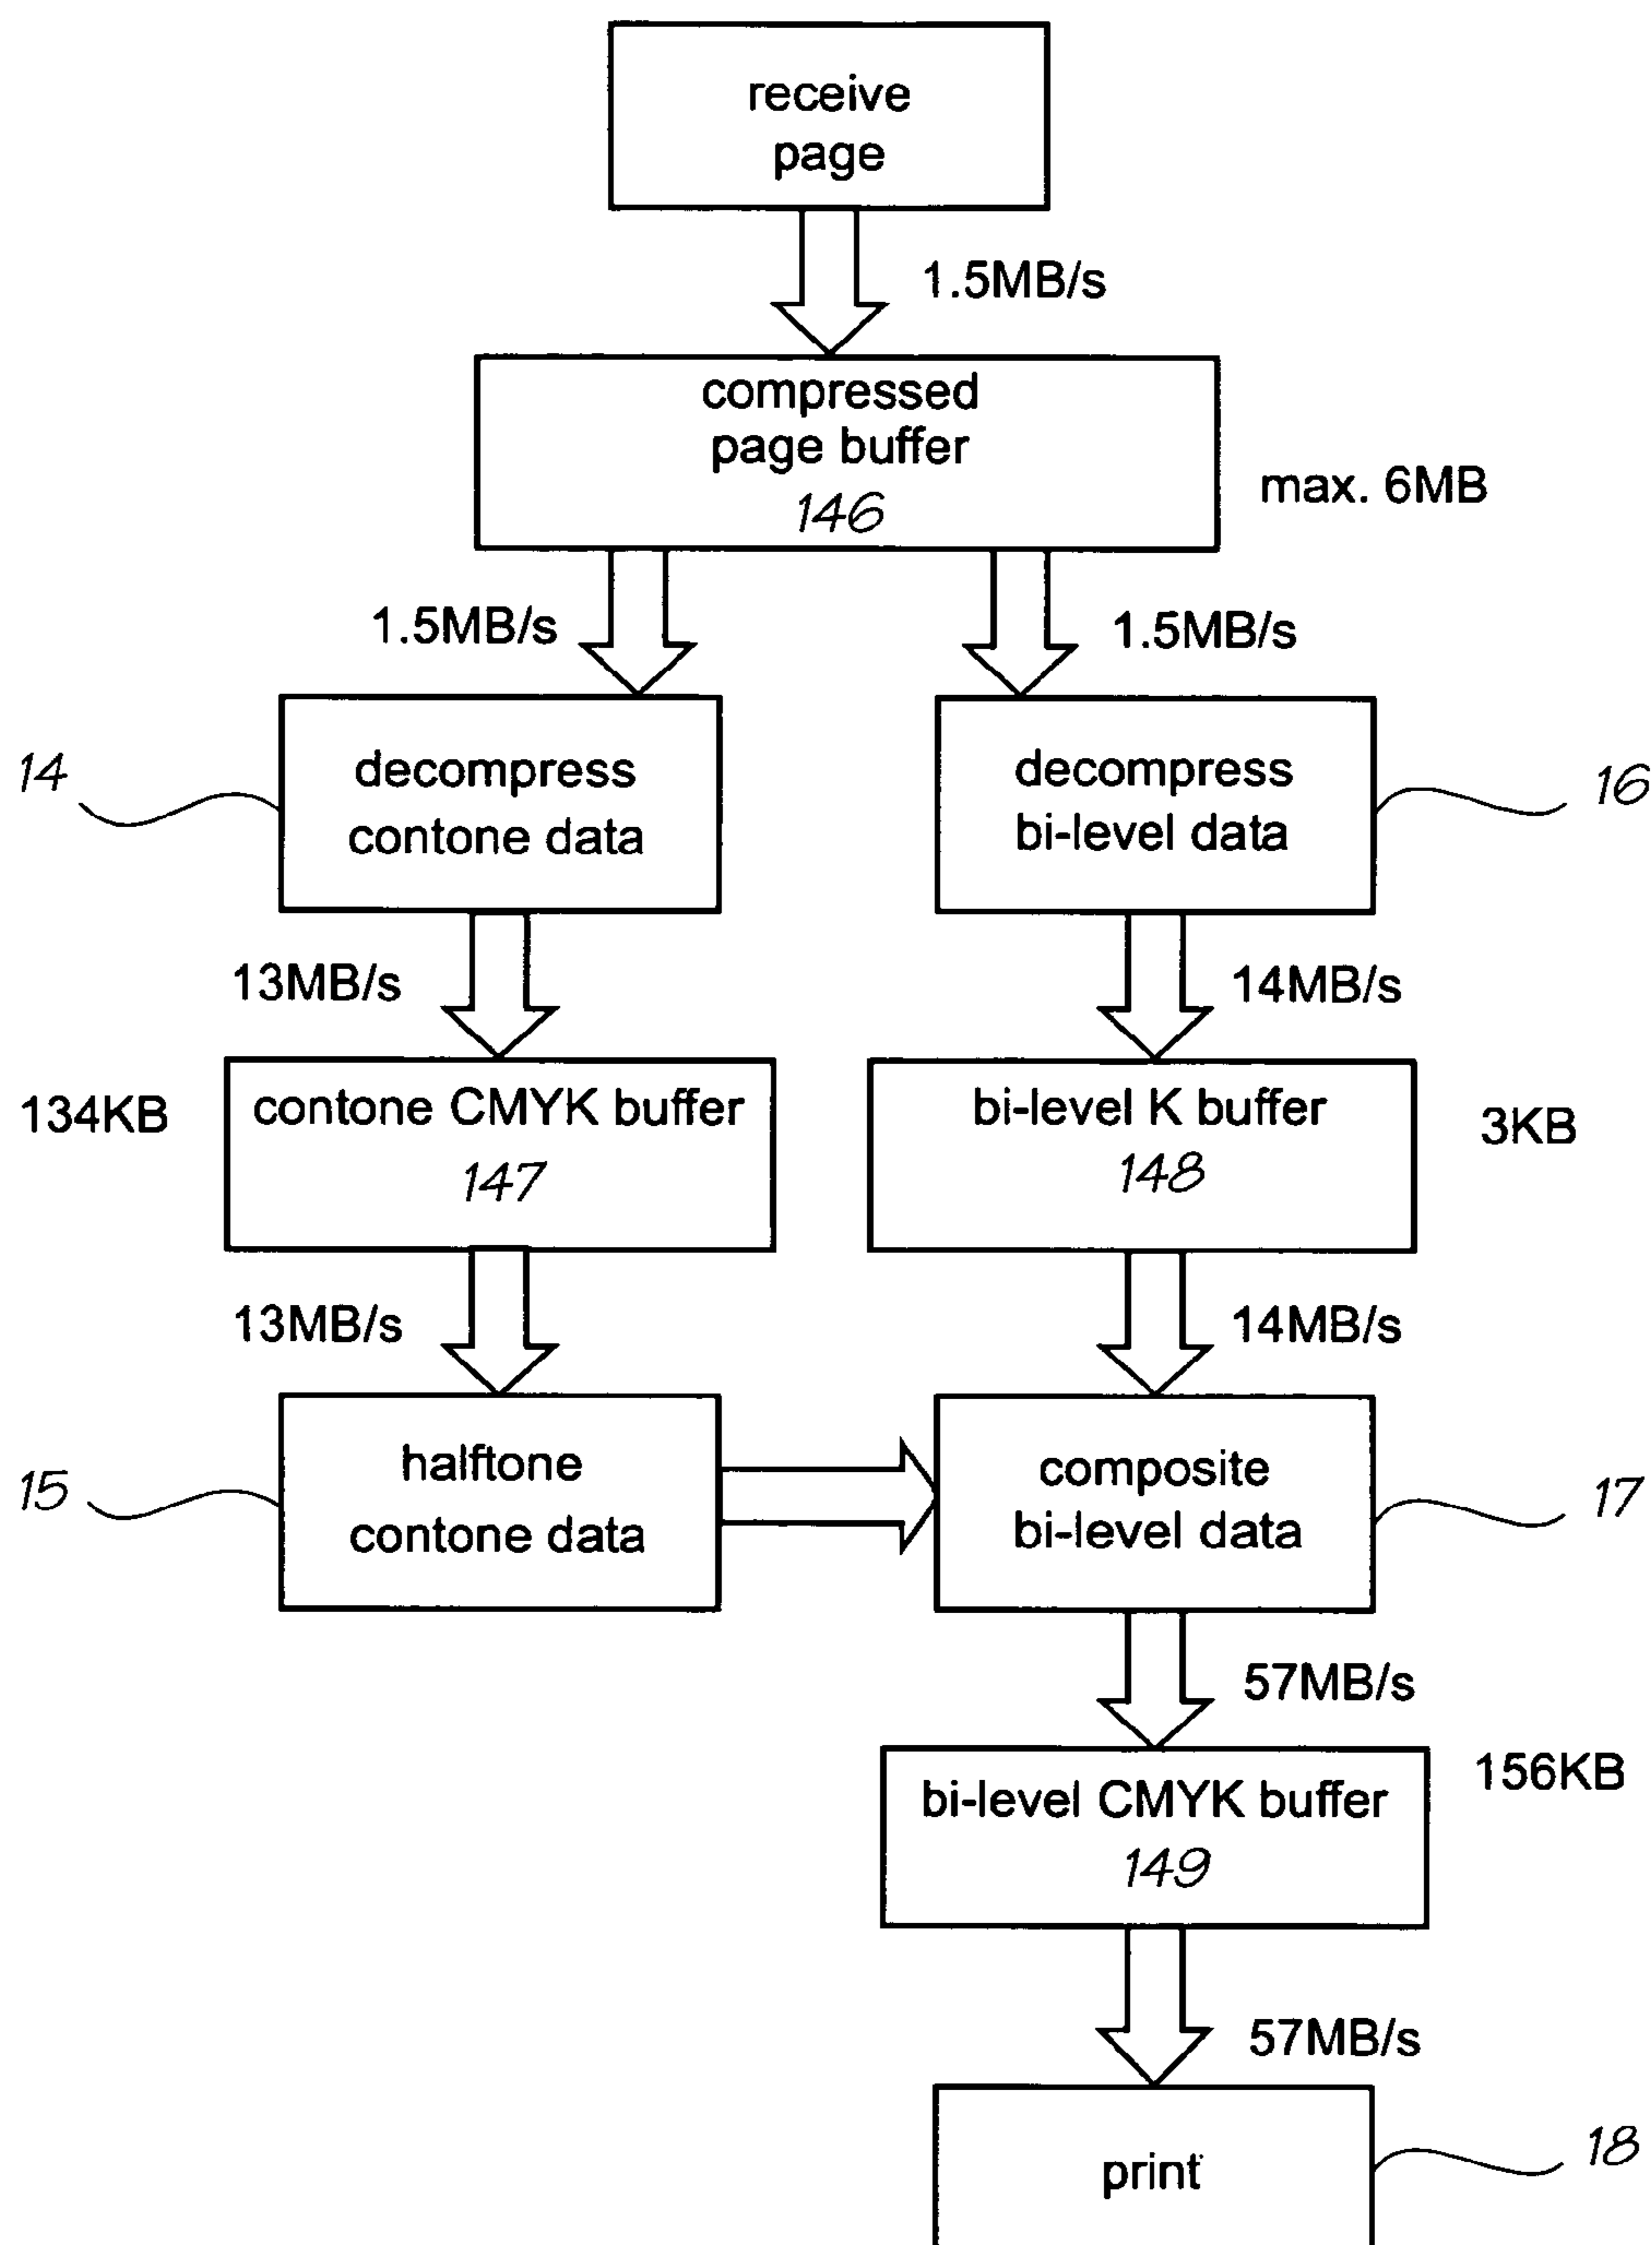 receive
page
1.5MB/s
compressed
page buffer
146
max. 6MB
1.5MB/s
1.5MB/s
14
decompress
contone data
decompress
bi-level data
16
13MB/s
14MB/s
134KB
contone CMYK buffer
147
bi-level K buffer
148
3KB
13MB/s
14MB/s
15
halftone
contone data
composite
bi-level data
17
57MB/s
bi-level CMYK buffer
149
156KB
57MB/s
print
18